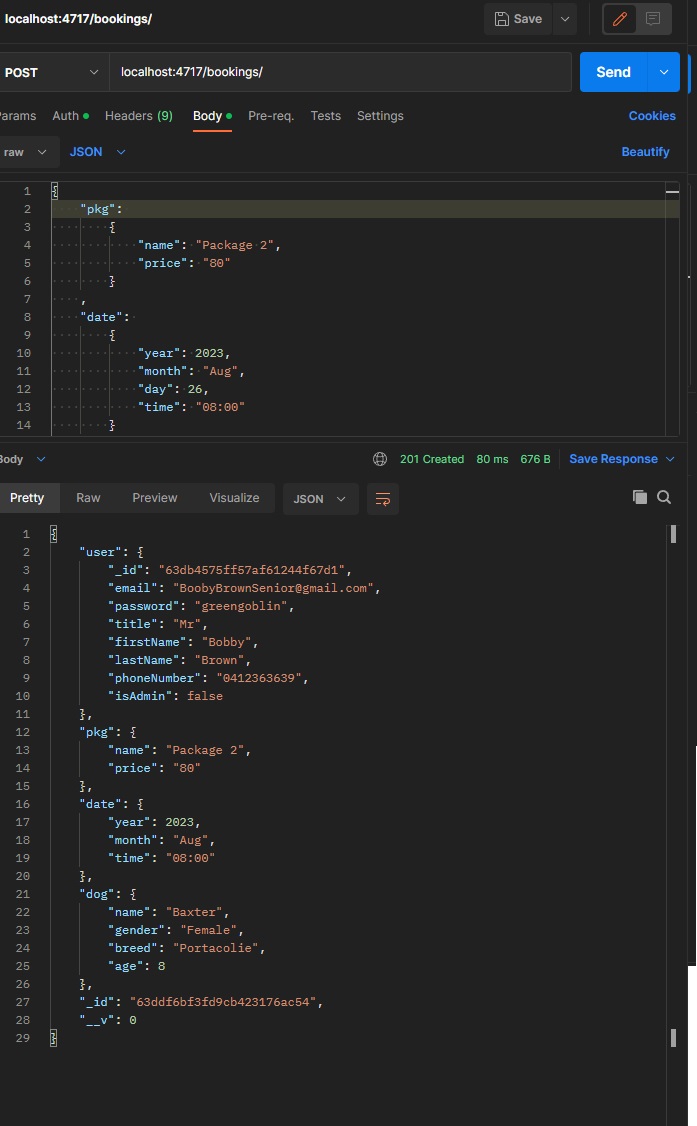 localhost:4717/bookings/
Save
POST
localhost:4717/bookings/
Send
arams Auth Headers (9) Body Pre-req. Tests Settings Cookies
raw JSON Beautify
1 {
2 "pkg":
3 {
4 "name": "Package 2",
5 "price": "80"
6 }
7 ,
8 "date":
9 {
10 "year": 2023,
11 "month": "Aug",
12 "day": 26,
13 "time": "08:00"
14 }
Body 201 Created 80 ms 676 B Save Response
Pretty Raw Preview Visualize JSON
1 {
2 "user": {
3 "_id": "63db4575ff57af61244f67d1",
4 "email": "BoobyBrownSenior@gmail.com",
5 "password": "greengoblin",
6 "title": "Mr",
7 "firstName": "Bobby",
8 "lastName": "Brown",
9 "phoneNumber": "0412363639",
10 "isAdmin": false
11 },
12 "pkg": {
13 "name": "Package 2",
14 "price": "80"
15 },
16 "date": {
17 "year": 2023,
18 "month": "Aug",
19 "time": "08:00"
20 },
21 "dog": {
22 "name": "Baxter",
23 "gender": "Female",
24 "breed": "Portacolie",
25 "age": 8
26 },
27 "_id": "63ddf6bf3fd9cb423176ac54",
28 "__v": 0
29 }